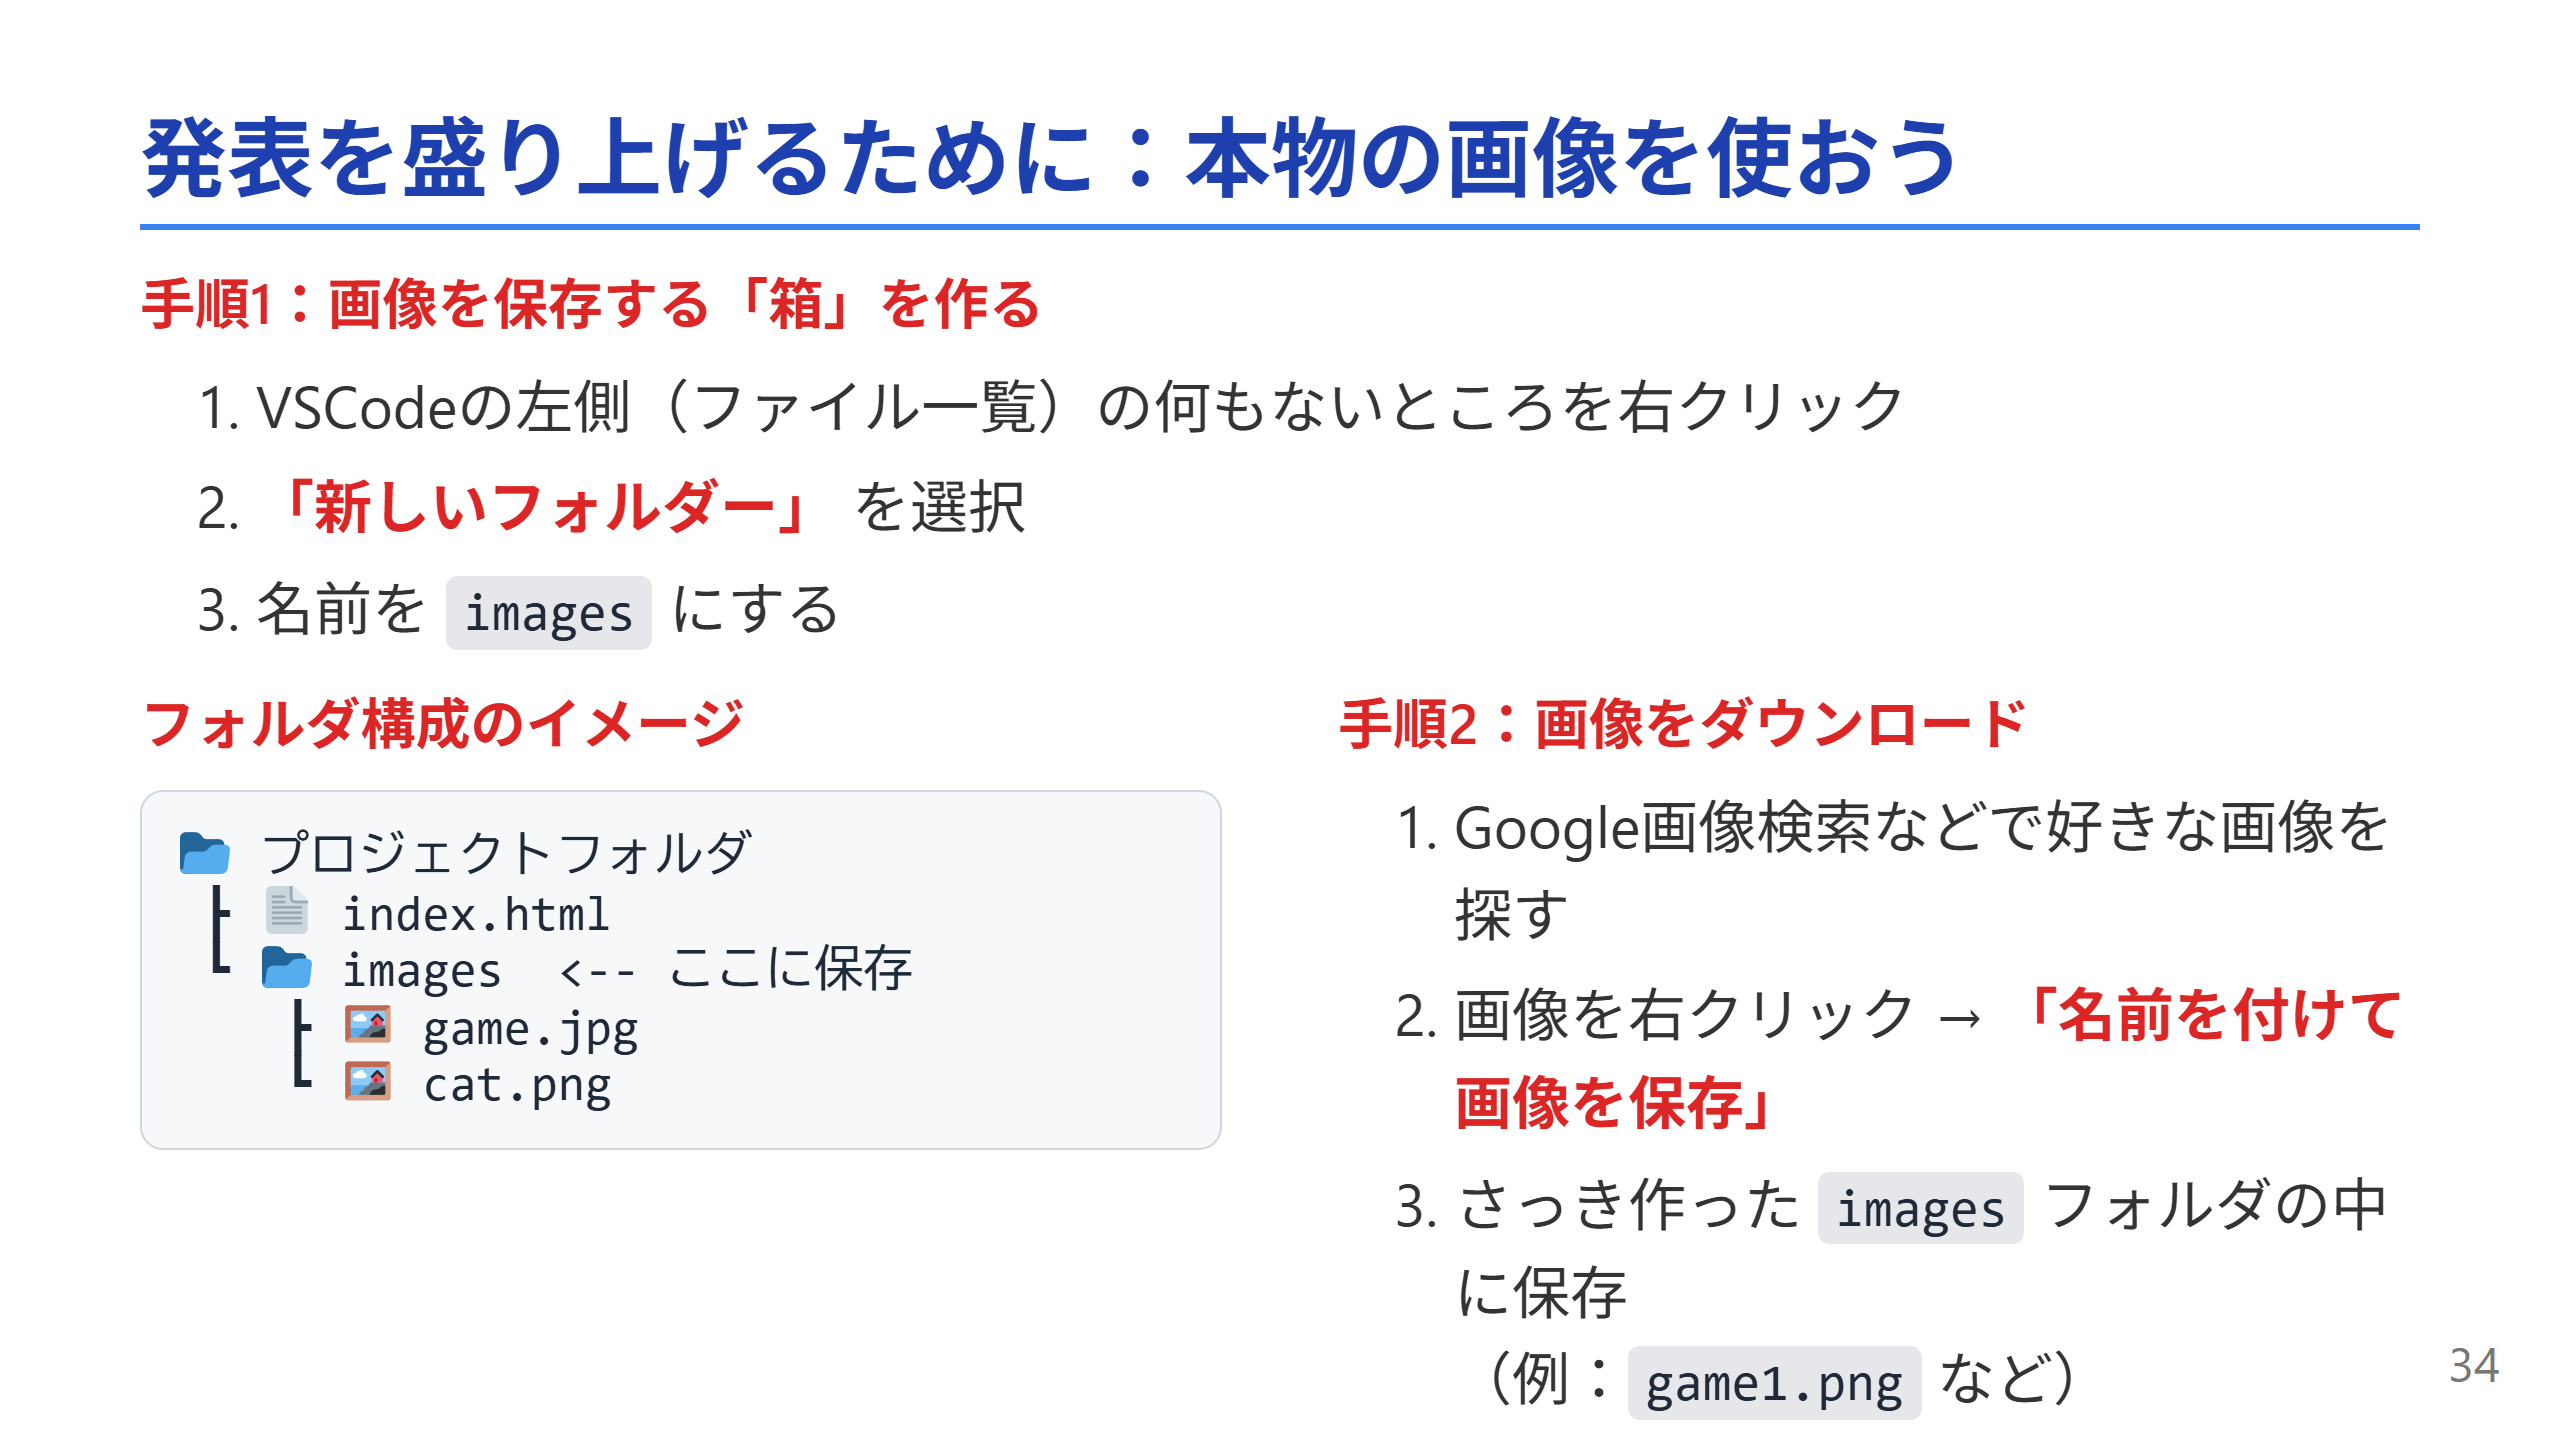 発表を盛り上げるために：本物の画像を使おう
手順1：画像を保存する「箱」を作る
1. VSCodeの左側（ファイル一覧）の何もないところを右クリック
2. 「新しいフォルダー」 を選択
3. 名前を images にする
フォルダ構成のイメージ
プロジェクトフォルダ
┣ index.html
┗ images <-- ここに保存
┣ game.jpg
┗ cat.png
手順2：画像をダウンロード
1. Google画像検索などで好きな画像を
探す
2. 画像を右クリック → 「名前を付けて
画像を保存」
3. さっき作った images フォルダの中
に保存
（例：game1.png など）
34